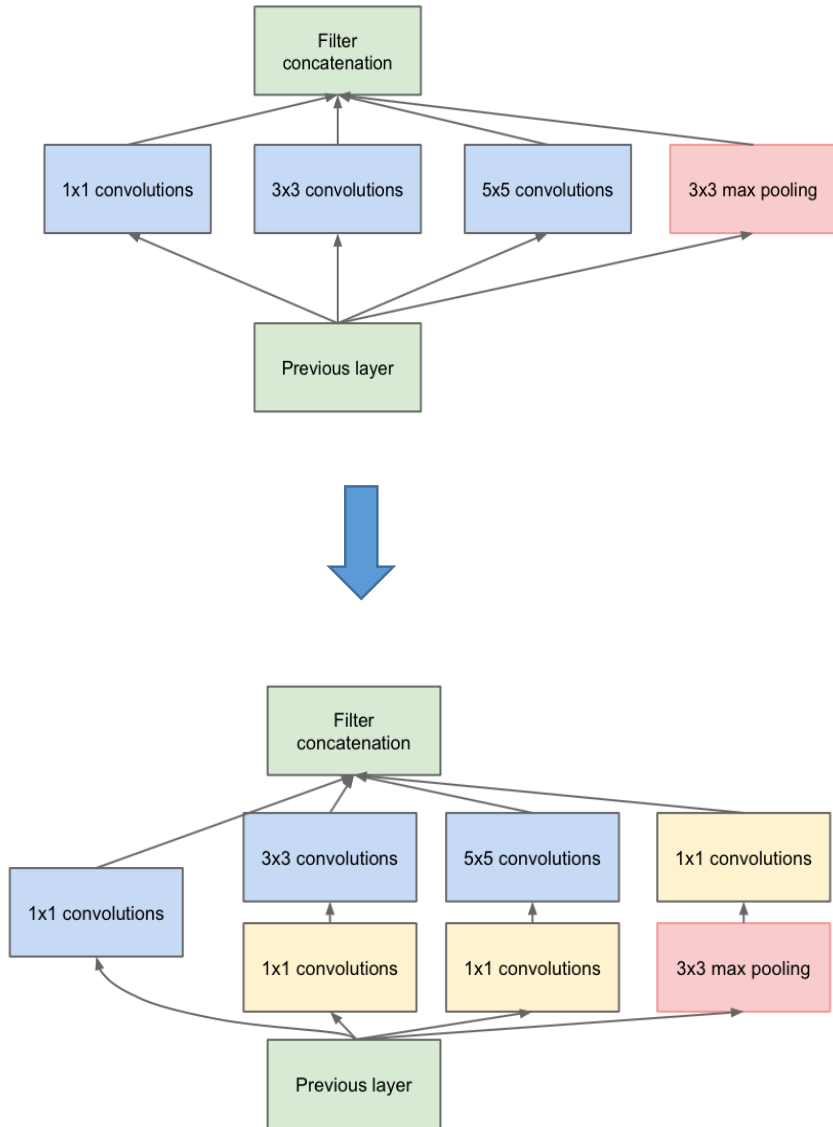 Filter
concatenation
1x1 convolutions
3x3 convolutions
5x5 convolutions
3x3 max pooling
Previous layer
Filter
concatenation
3x3 convolutions
5x5 convolutions
1x1 convolutions
1x1 convolutions
1x1 convolutions
1x1 convolutions
3x3 max pooling
Previous layer